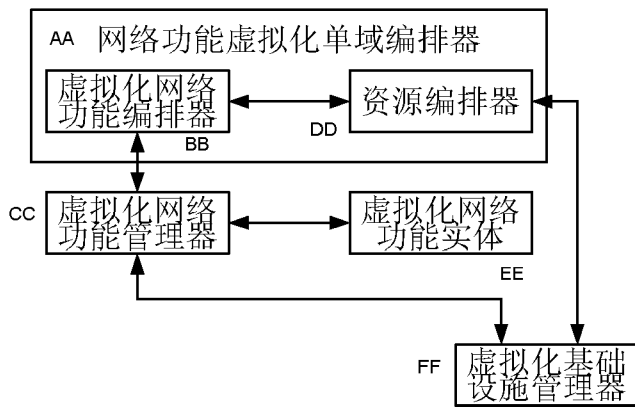 AA 网络功能虚拟化单域编排器
虚拟化网络
功能编排器
BB
DD
资源编排器
CC
虚拟化网络
功能管理器
虚拟化网络
功能实体
EE
FF
虚拟化基础
设施管理器